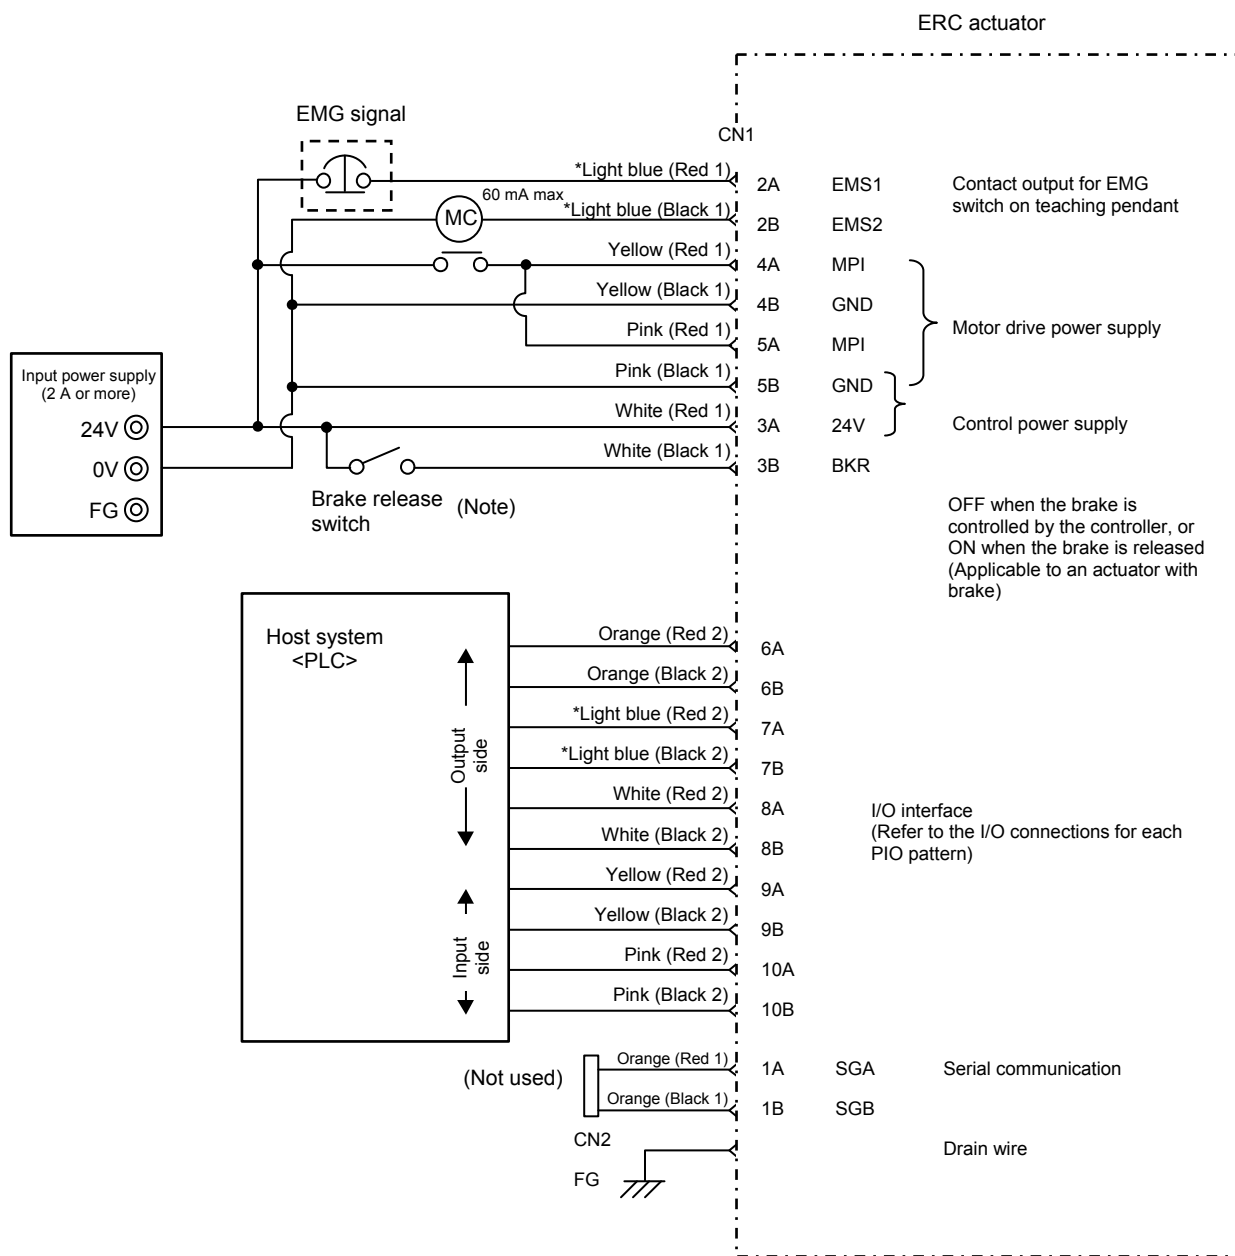 ERC actuator
EMG signal
CN1
*Light blue (Red 1)
2A EMS1
Contact output for EMG
switch on teaching pendant
60 mA max
MC
*Light blue (Black 1)
2B EMS2
Yellow (Red 1)
4A MPI
Yellow (Black 1)
4B GND
Motor drive power supply
Pink (Red 1)
5A MPI
Pink (Black 1)
5B GND
Input power supply
(2 A or more)
24V
0V
FG
White (Red 1)
3A 24V
Control power supply
White (Black 1)
3B BKR
Brake release
switch
(Note)
OFF when the brake is
controlled by the controller, or
ON when the brake is released
(Applicable to an actuator with
brake)
Host system
<PLC>
Output
side
Input
side
Orange (Red 2)
6A
Orange (Black 2)
6B
*Light blue (Red 2)
7A
*Light blue (Black 2)
7B
White (Red 2)
8A
White (Black 2)
8B
I/O interface
(Refer to the I/O connections for each
PIO pattern)
Yellow (Red 2)
9A
Yellow (Black 2)
9B
Pink (Red 2)
10A
Pink (Black 2)
10B
(Not used)
Orange (Red 1)
1A SGA Serial communication
Orange (Black 1)
1B SGB
CN2
Drain wire
FG